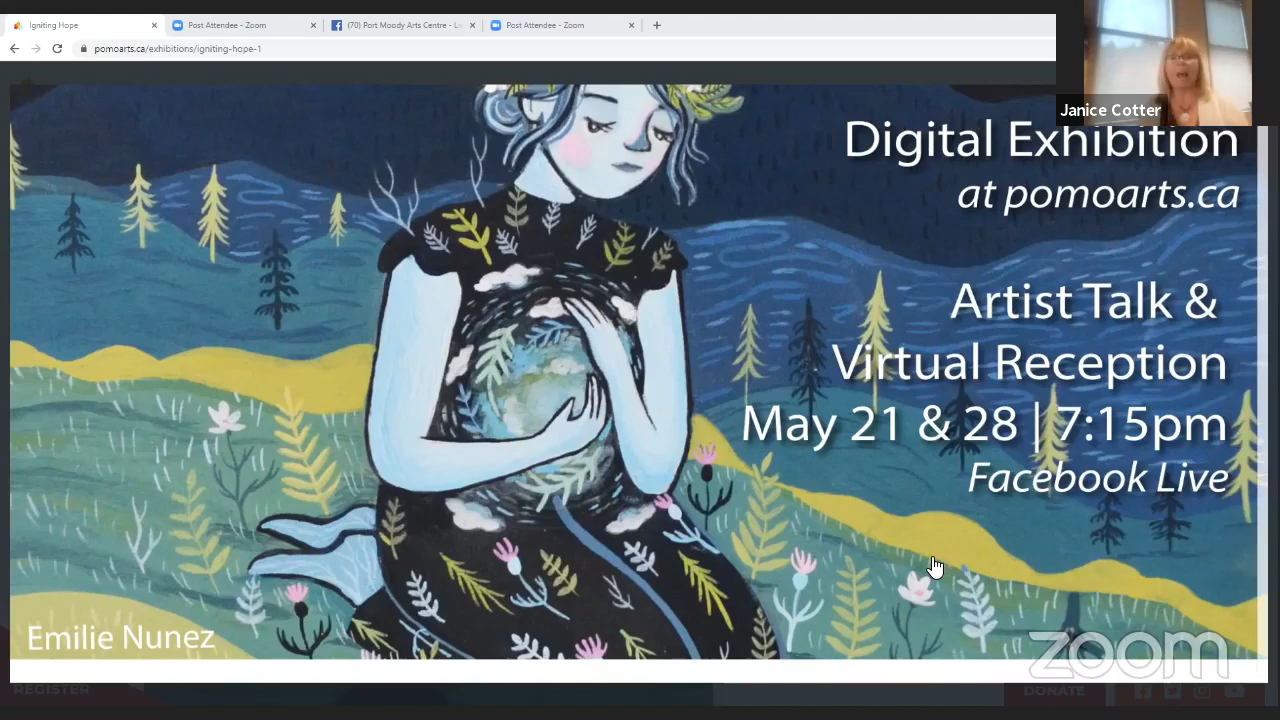 Igniting Hope
Post Attendee - Zoom
(70) Port Moody Arts Centre - L
Post Attendee - Zoom
pomoarts.ca/exhibitions/igniting-hope-1
Janice Cotter
Digital Exhibition
at pomoarts.ca
Artist Talk &
Virtual Reception
May 21 & 28 | 7:15pm
Facebook Live
Emilie Nunez
zoom
REGISTER
DONATE